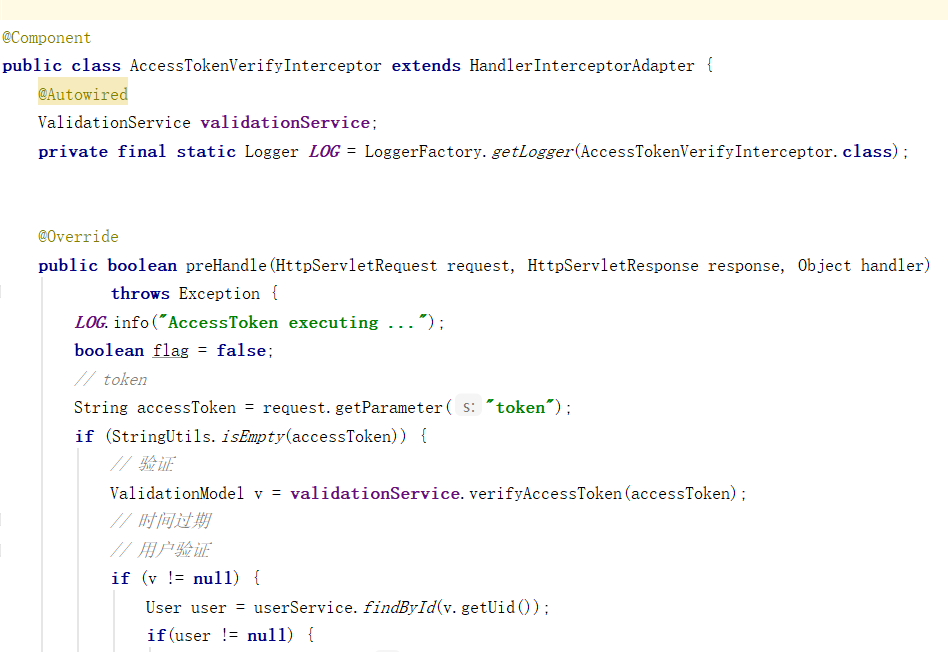 @Component
public class AccessTokenVerifyInterceptor extends HandlerInterceptorAdapter {
@Autowired
ValidationService validationService;
private final static Logger LOG = LoggerFactory.getLogger(AccessTokenVerifyInterceptor.class);
@Override
public boolean preHandle(HttpServletRequest request, HttpServletResponse response, Object handler)
throws Exception {
LOG.info("AccessToken executing ...");
boolean flag = false;
// token
String accessToken = request.getParameter( s: "token");
if (StringUtils.isEmpty(accessToken)) {
// 验证
ValidationModel v = validationService.verifyAccessToken(accessToken);
// 时间过期
// 用户验证
if (v != null) {
User user = userService.findById(v.getUid());
if(user != null) {